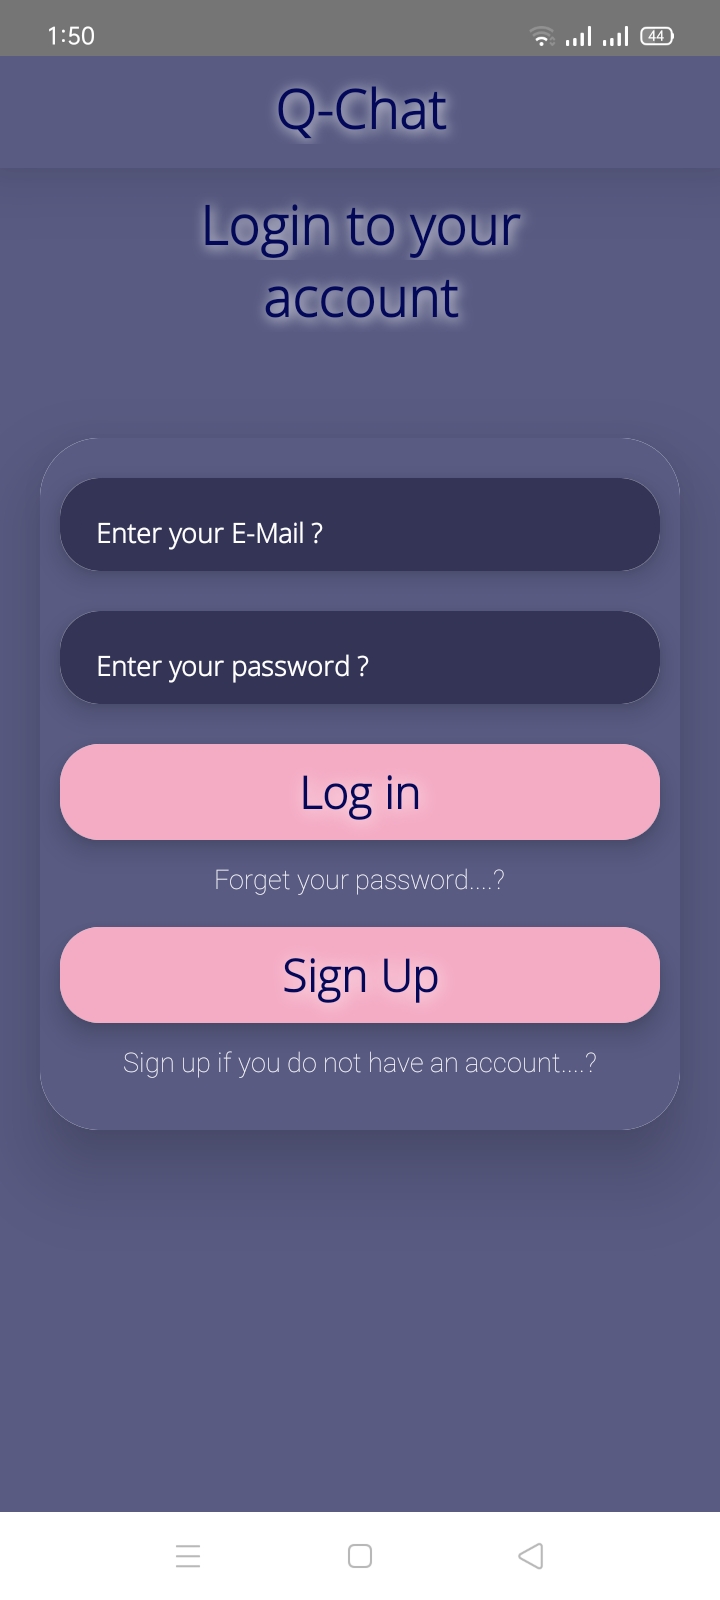 1:50
44
Q-Chat
Login to your
account
Enter your E-Mail ?
Enter your password ?
Log in
Forget your password....?
Sign Up
Sign up if you do not have an account....?